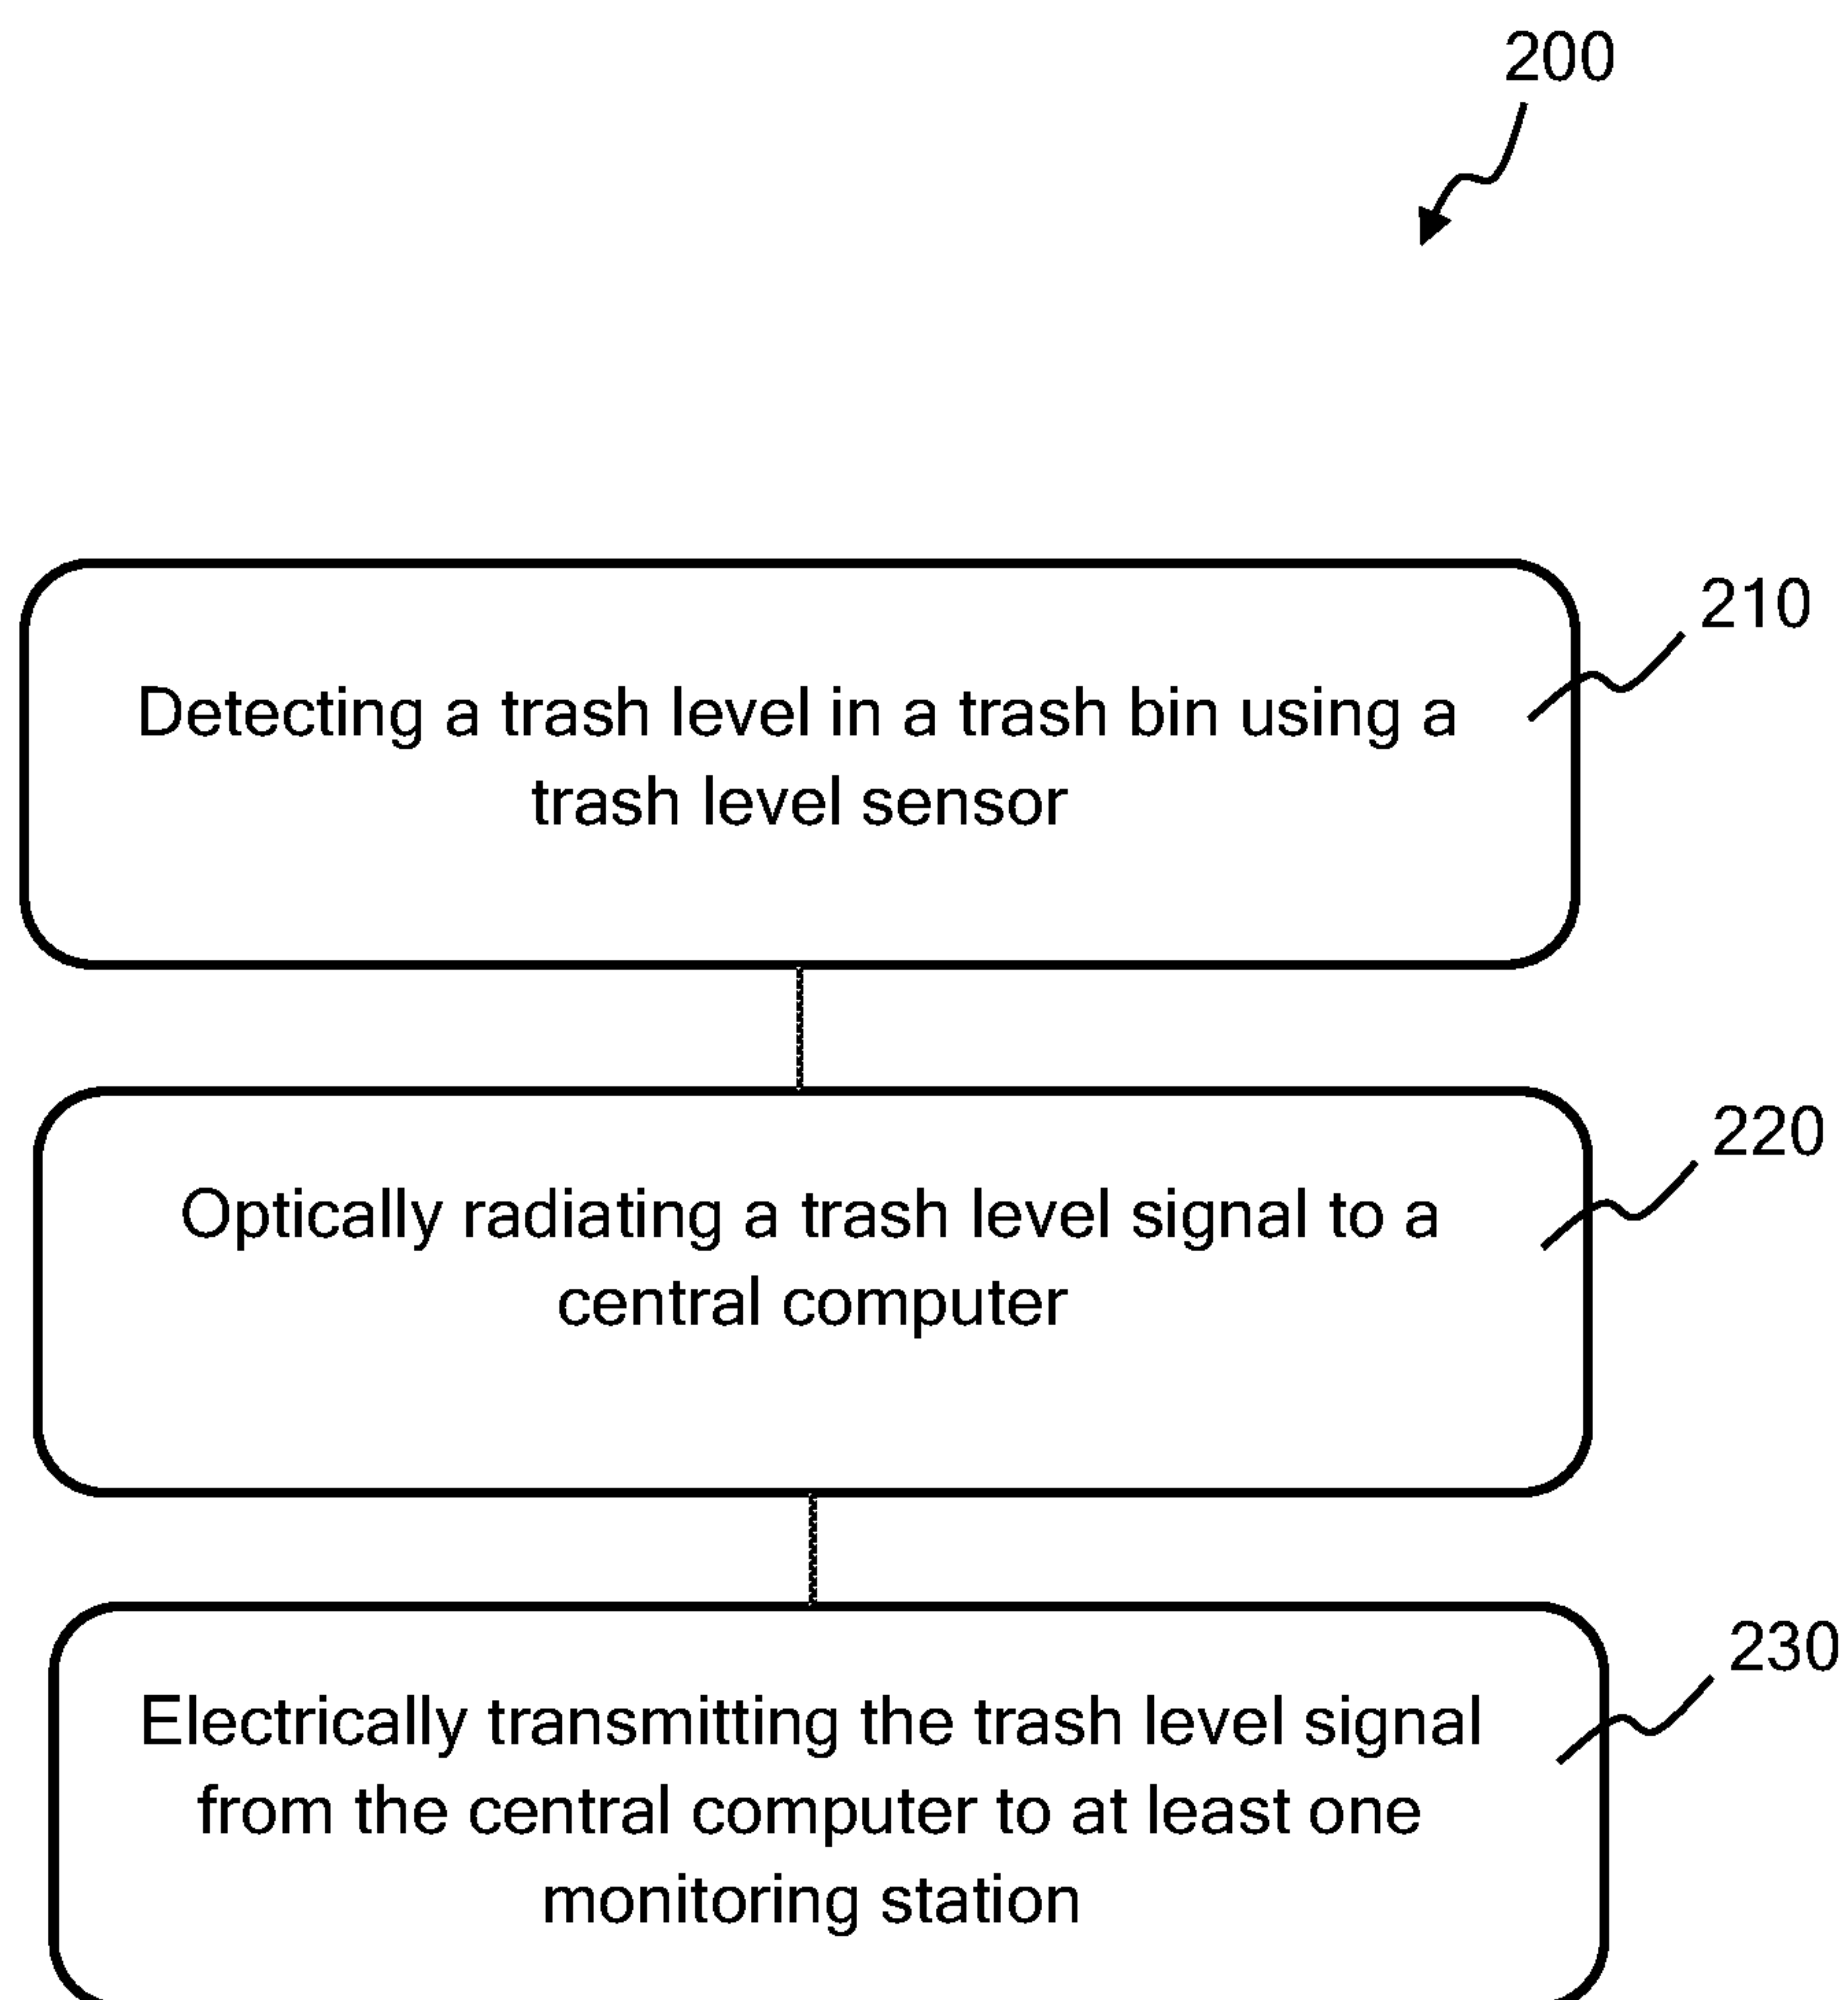 200
210
Detecting a trash level in a trash bin using a
trash level sensor
220
Optically radiating a trash level signal to a
central computer
230
Electrically transmitting the trash level signal
from the central computer to at least one
monitoring station